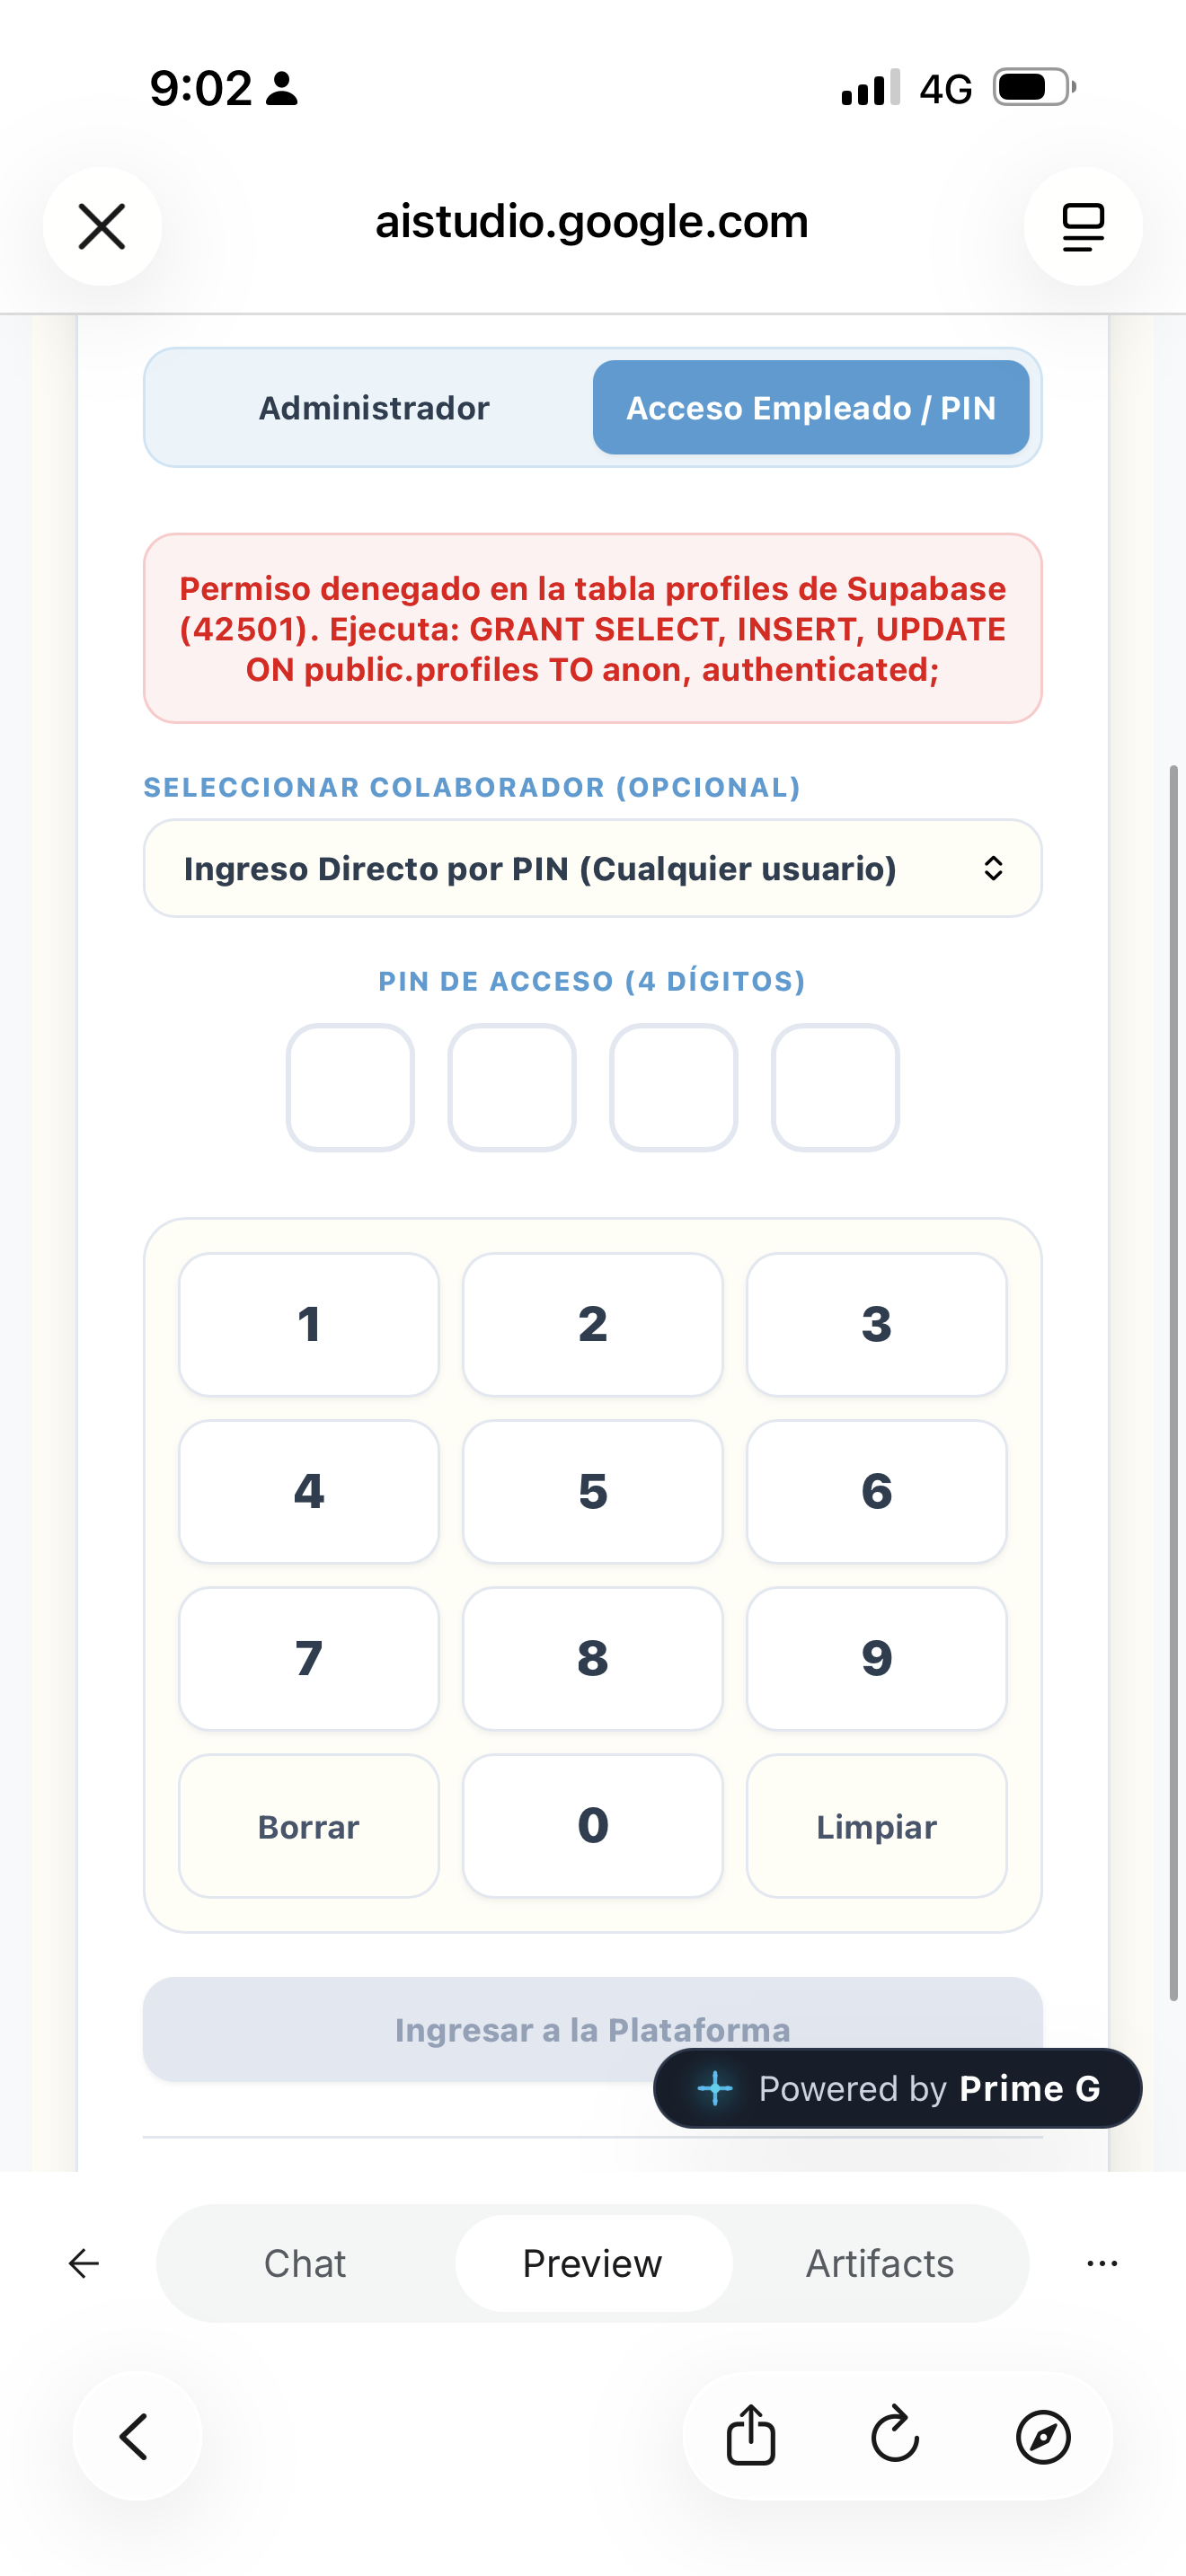 9:02
4G
aistudio.google.com
Administrador
Acceso Empleado / PIN
Permiso denegado en la tabla profiles de Supabase
(42501). Ejecuta: GRANT SELECT, INSERT, UPDATE
ON public.profiles TO anon, authenticated;
SELECCIONAR COLABORADOR (OPCIONAL)
Ingreso Directo por PIN (Cualquier usuario)
PIN DE ACCESO (4 DÍGITOS)
1
2
3
4
5
6
7
8
9
Borrar
0
Limpiar
Ingresar a la Plataforma
Powered by Prime G
Chat
Preview
Artifacts